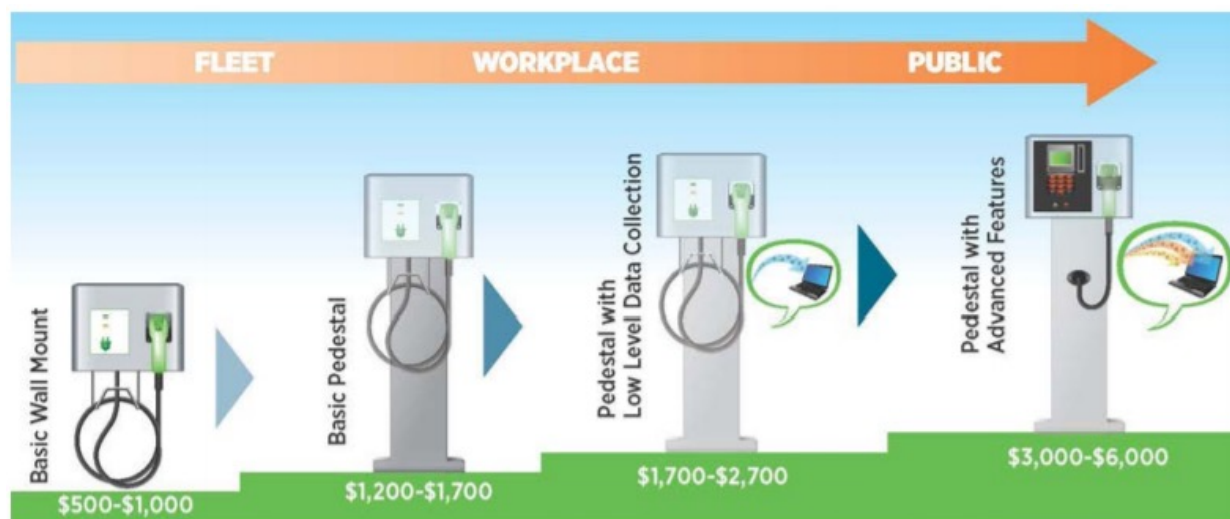 FLEET
WORKPLACE
PUBLIC
Basic Wall Mount
$500-$1,000
Basic Pedestal
$1,200-$1,700
Pedestal with
Low Level Data Collection
$1,700-$2,700
Pedestal with
Advanced Features
$3,000-$6,000